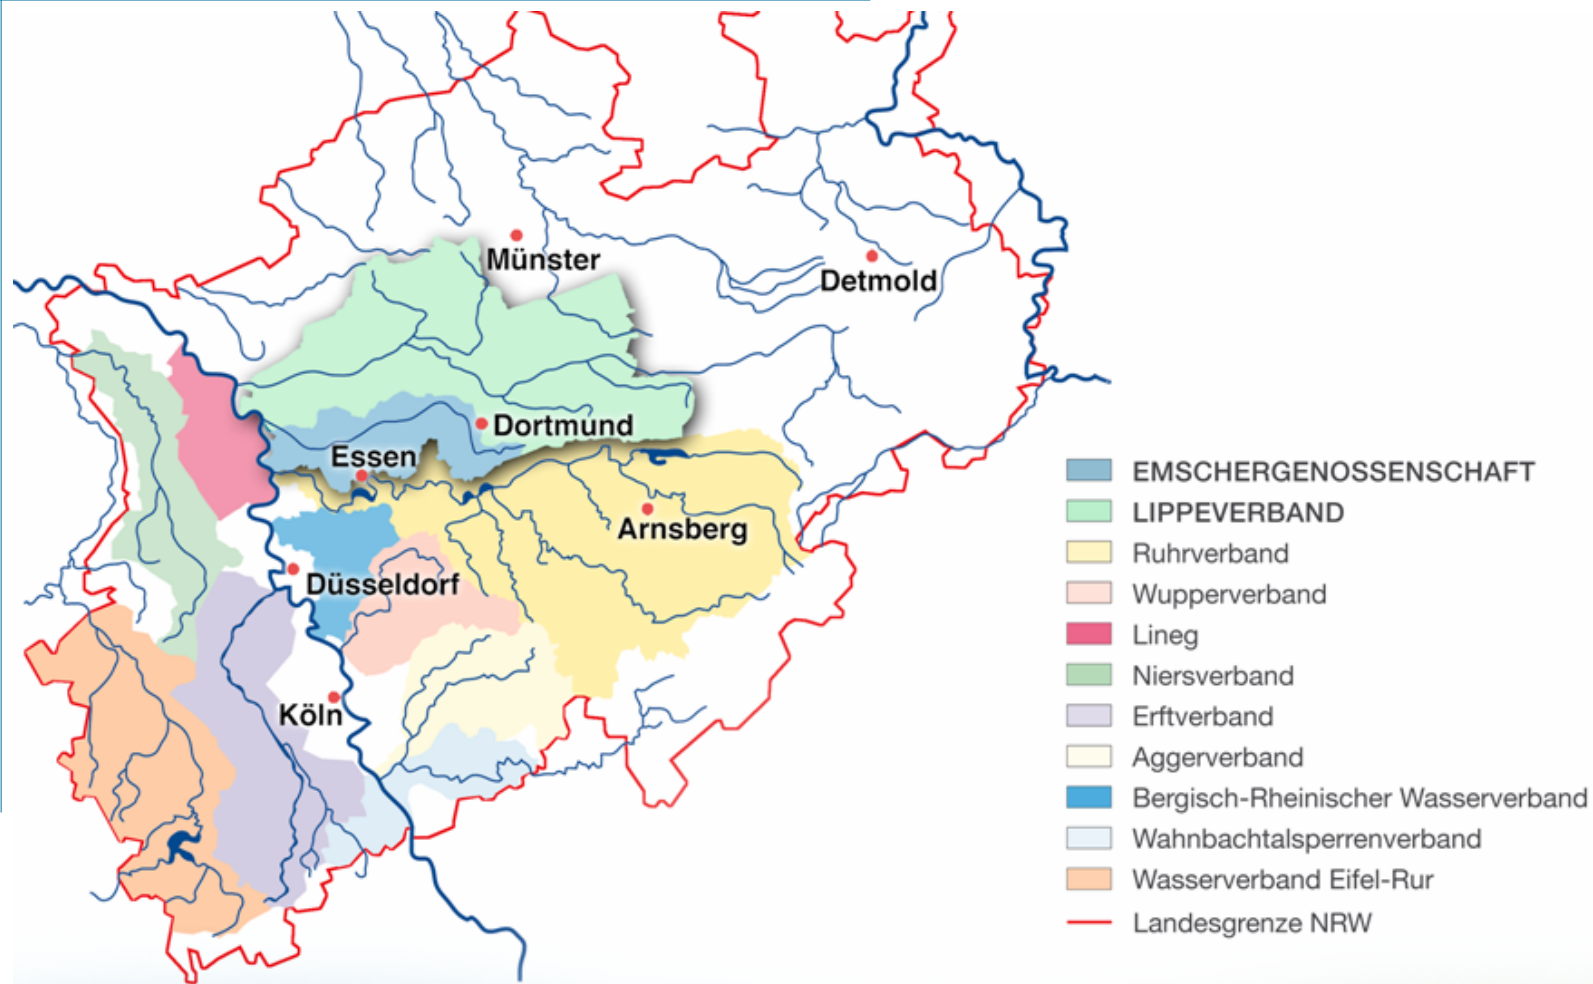 Münster
Detmold
Dortmund
Essen
Arnsberg
Düsseldorf
Köln
EMSCHERGENOSSENSCHAFT
LIPPEVERBAND
Ruhrverband
Wupperverband
Lineg
Niersverband
Erftverband
Aggerverband
Bergisch-Rheinischer Wasserverband
Wahnbachtalsperrenverband
Wasserverband Eifel-Rur
Landesgrenze NRW